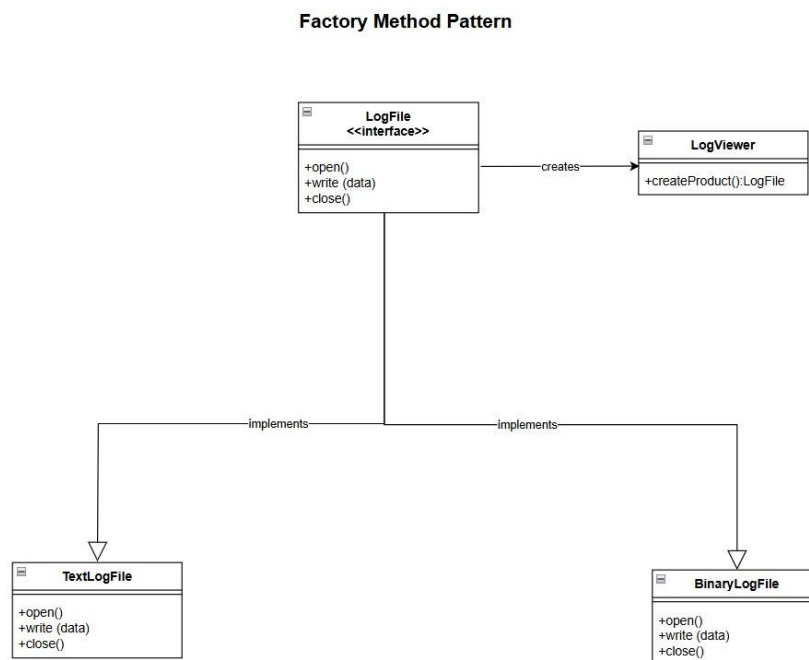 Factory Method Pattern
LogFile
<<interface>>
+open()
+write (data)
+close()
creates
LogViewer
+createProduct():LogFile
implements
implements
TextLogFile
+open()
+write (data)
+close()
BinaryLogFile
+open()
+write (data)
+close()